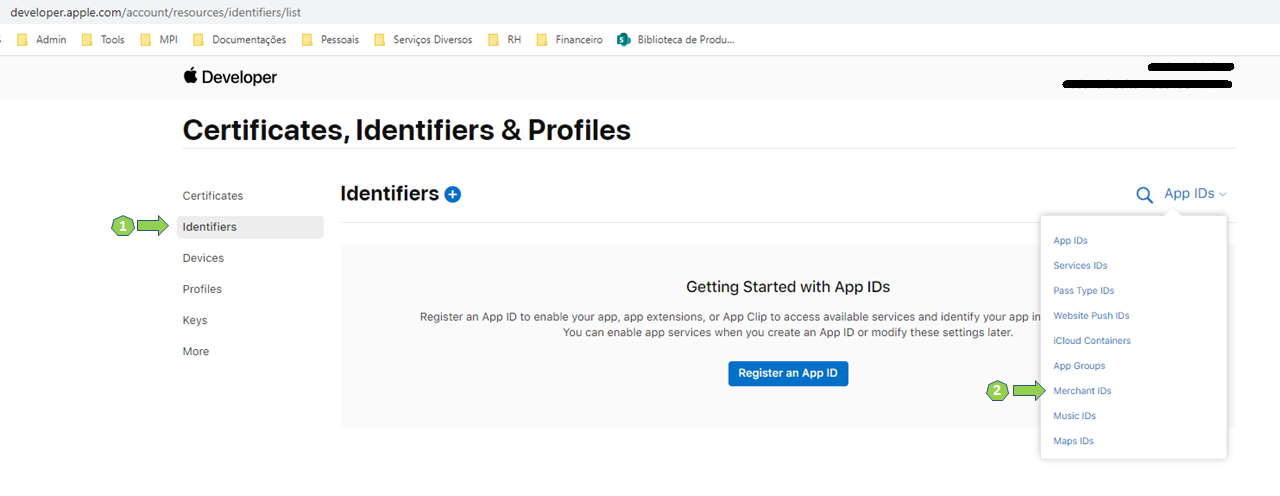 developer.apple.com/account/resources/identifiers/list
S Admin Tools MPI Documentações Pessoais Serviços Diversos RH Financeiro S Biblioteca de Produ...
Developer
Certificates, Identifiers & Profiles
Certificates
Identifiers
Devices
Profiles
Keys
More
1
Identifiers
App IDs
App IDs
Services IDs
Pass Type IDs
Website Push IDs
iCloud Containers
App Groups
2 Merchant IDs
Music IDs
Maps IDs
Getting Started with App IDs
Register an App ID to enable your app, app extensions, or App Clip to access available services and identify your app in
You can enable app services when you create an App ID or modify these settings later.
Register an App ID